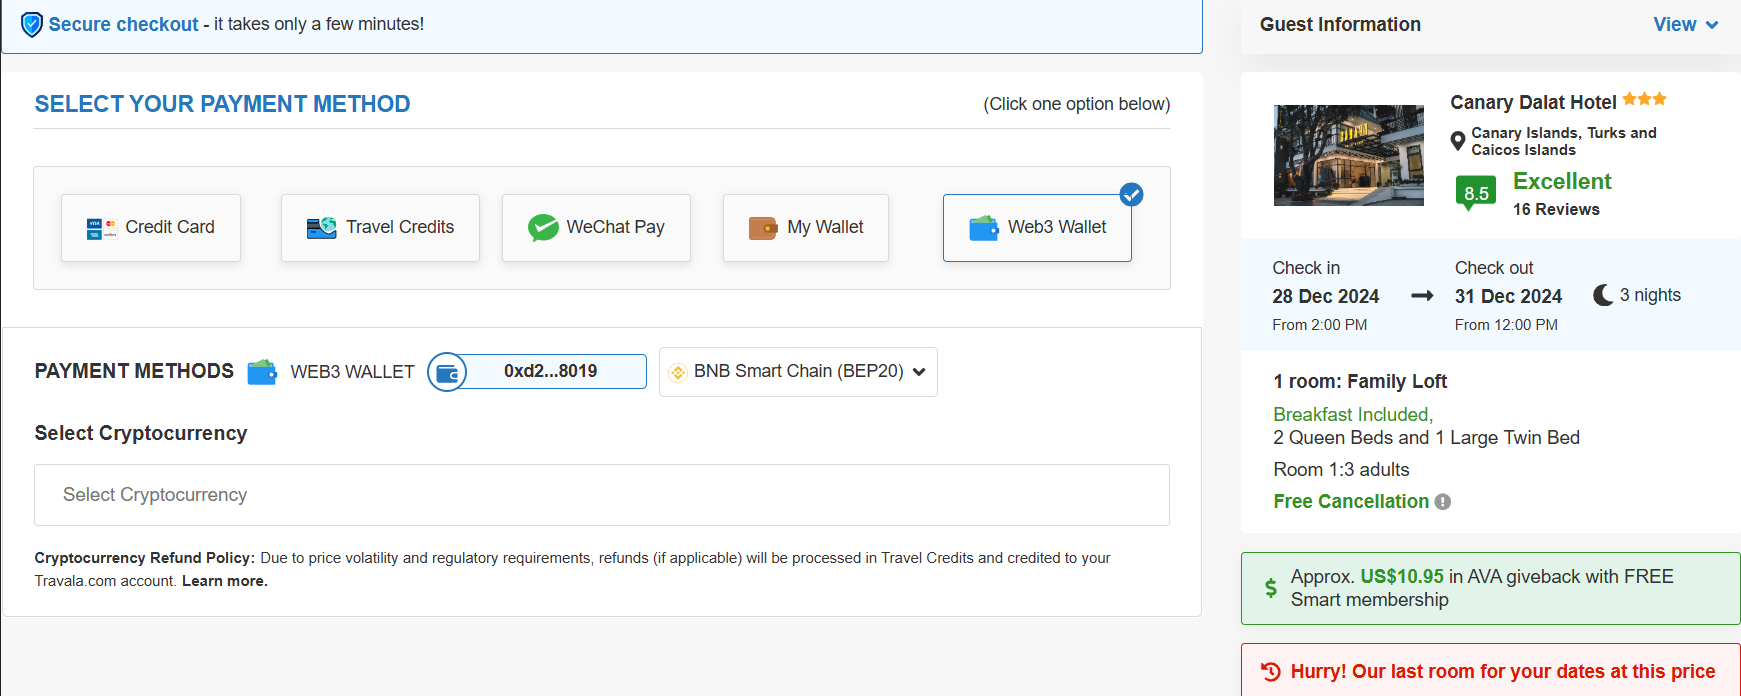 Secure checkout - it takes only a few minutes!
SELECT YOUR PAYMENT METHOD
(Click one option below)
Credit Card
Travel Credits
WeChat Pay
My Wallet
Web3 Wallet
PAYMENT METHODS WEB3 WALLET 0xd2...8019 BNB Smart Chain (BEP20)
Select Cryptocurrency
Select Cryptocurrency
Cryptocurrency Refund Policy: Due to price volatility and regulatory requirements, refunds (if applicable) will be processed in Travel Credits and credited to your
Travala.com account. Learn more.
Guest Information
View
Canary Dalat Hotel
Canary Islands, Turks and
Caicos Islands
8.5
Excellent
16 Reviews
Check in
28 Dec 2024
From 2:00 PM
Check out
31 Dec 2024
From 12:00 PM
3 nights
1 room: Family Loft
Breakfast Included,
2 Queen Beds and 1 Large Twin Bed
Room 1:3 adults
Free Cancellation
Approx. US$10.95 in AVA giveback with FREE
Smart membership
Hurry! Our last room for your dates at this price